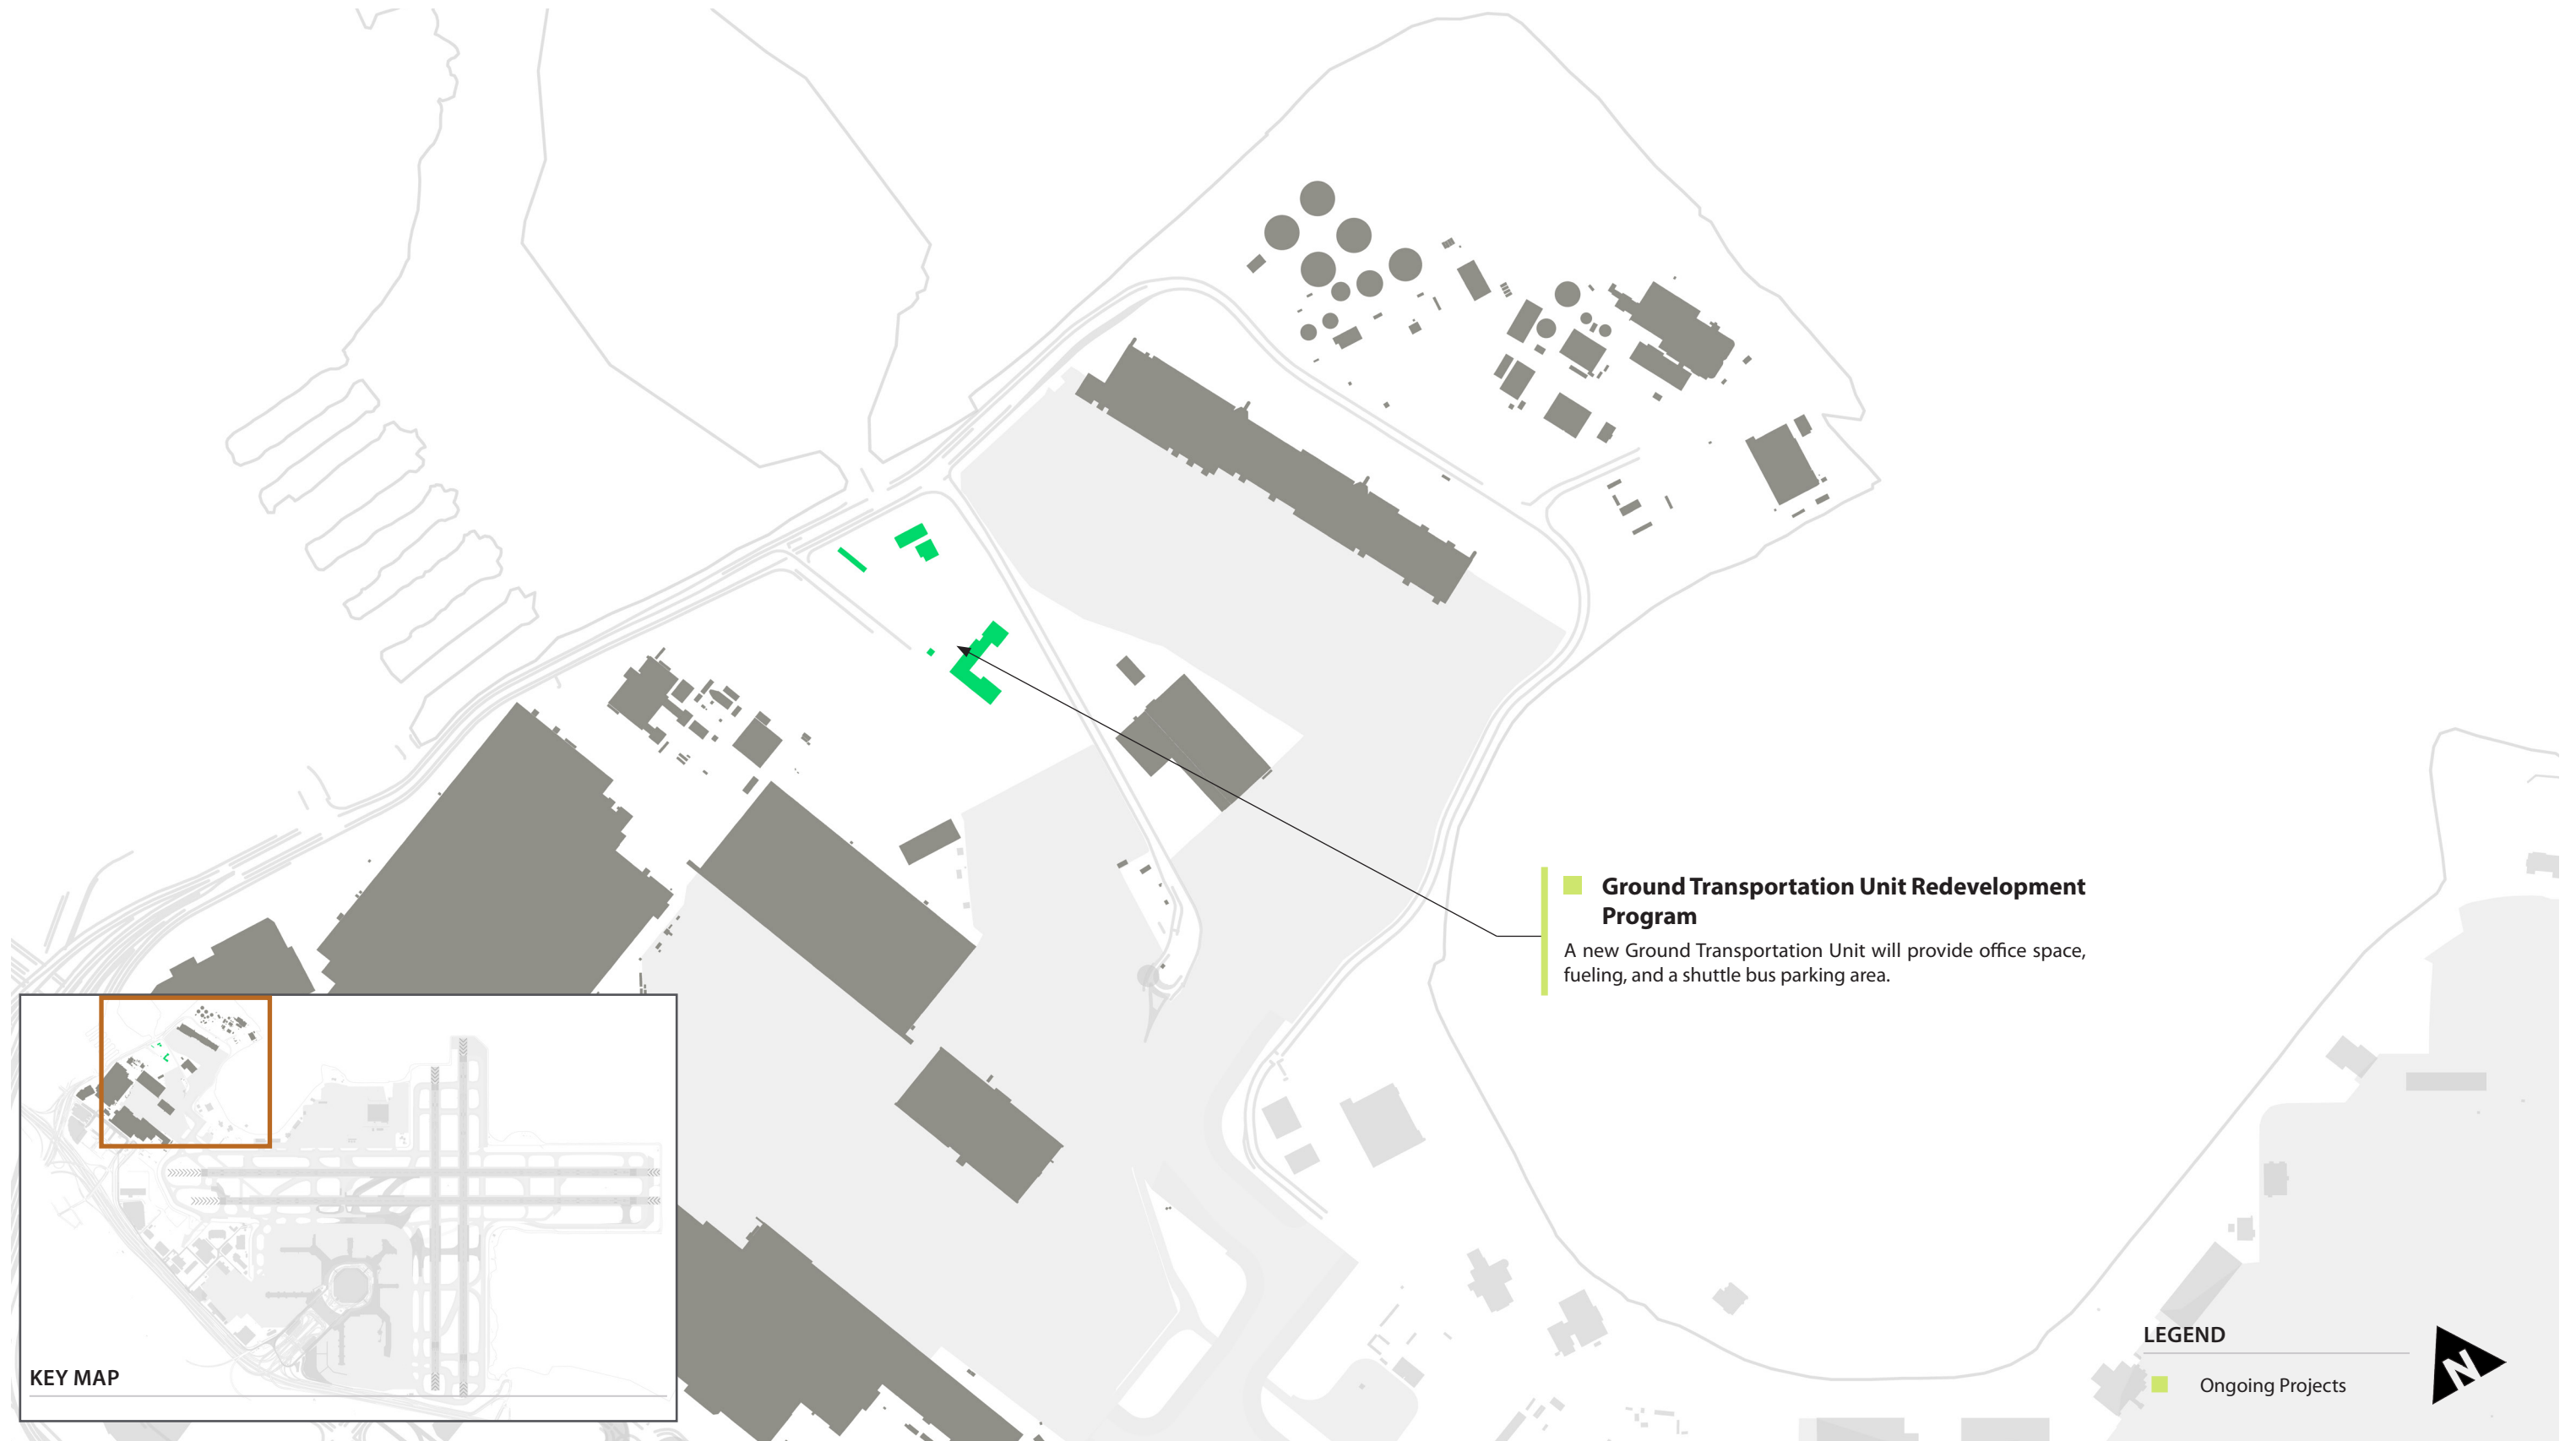 Ground Transportation Unit Redevelopment
Program
A new Ground Transportation Unit will provide office space,
fueling, and a shuttle bus parking area.
KEY MAP
LEGEND
Ongoing Projects
N